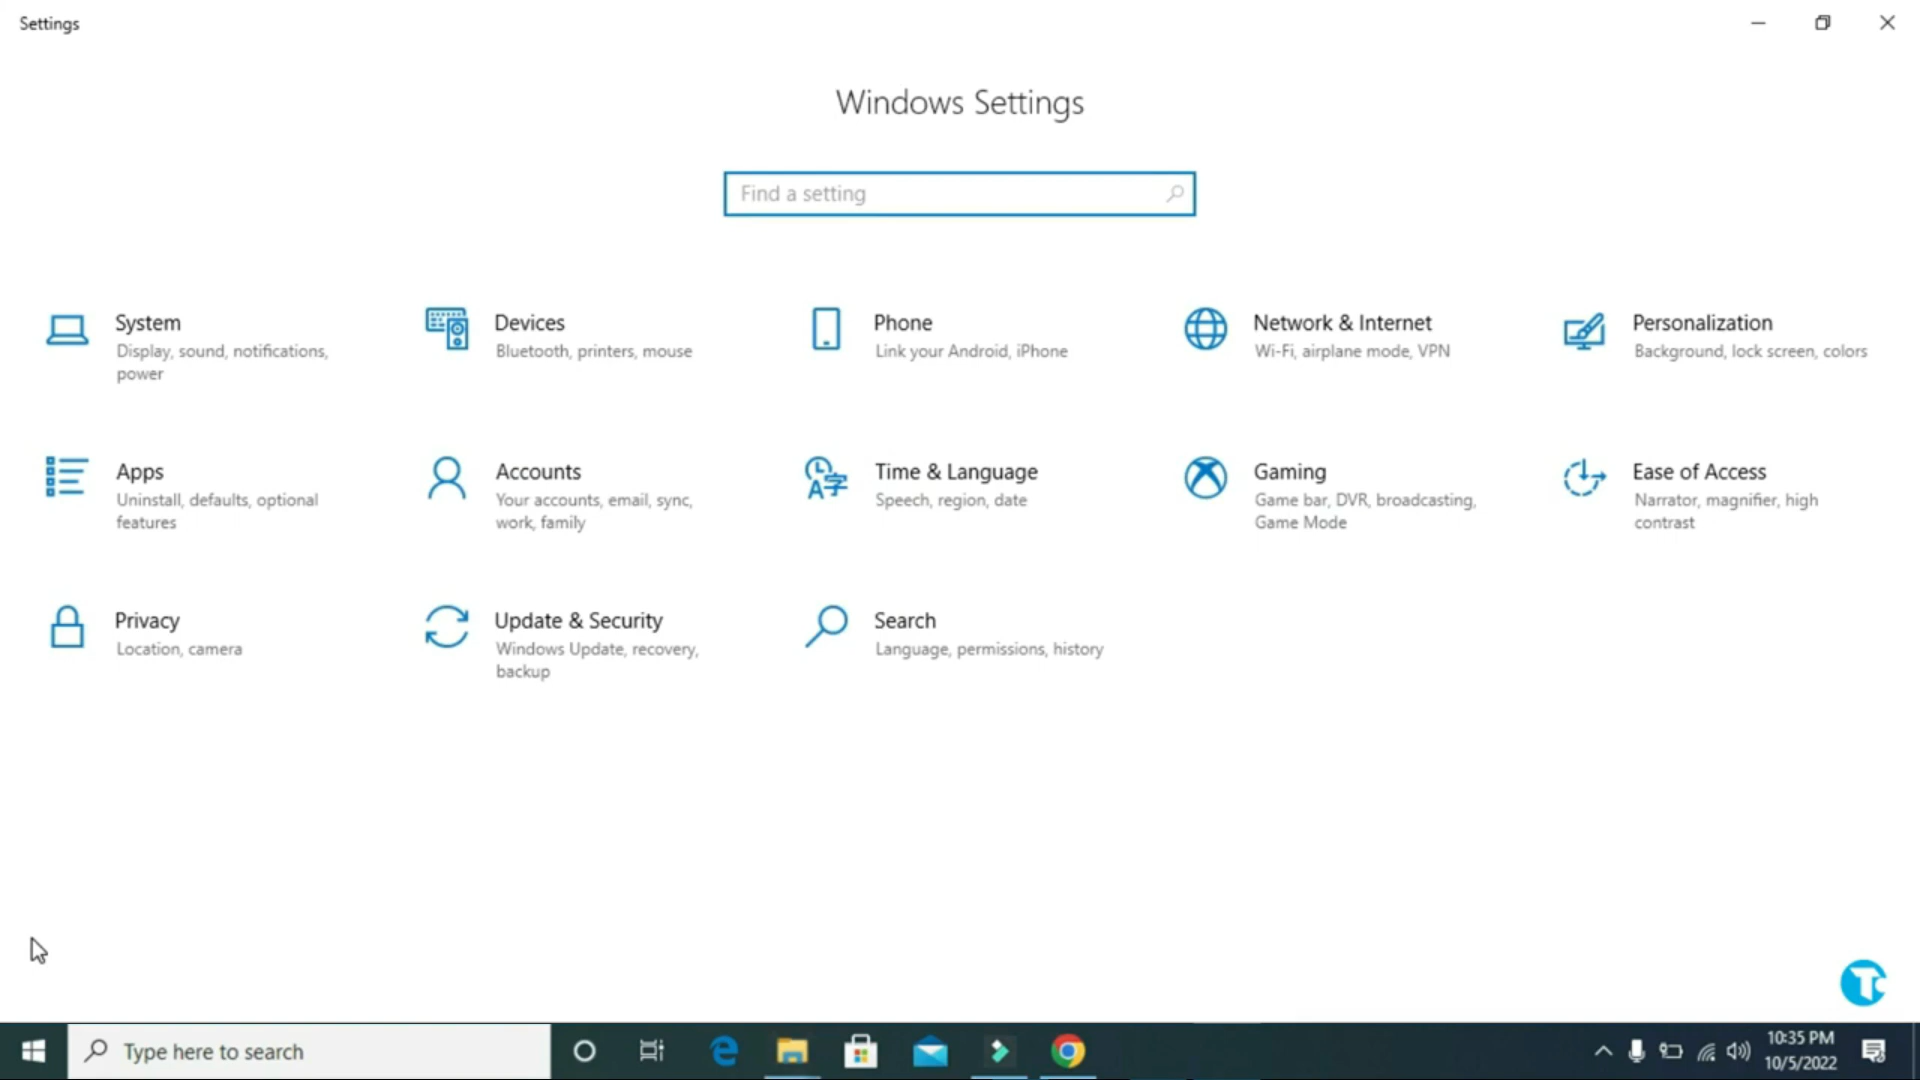 Settings
Windows Settings
Find a setting
System
Display, sound, notifications,
power
Devices
Bluetooth, printers, mouse
Phone
Link your Android, iPhone
Network & Internet
Wi-Fi, airplane mode, VPN
Personalization
Background, lock screen, colors
Apps
Uninstall, defaults, optional
features
Accounts
Your accounts, email, sync,
work, family
Time & Language
Speech, region, date
Gaming
Game bar, DVR, broadcasting,
Game Mode
Ease of Access
Narrator, magnifier, high
contrast
Privacy
Location, camera
Update & Security
Windows Update, recovery,
backup
Search
Language, permissions, history
Type here to search
10:35 PM
10/5/2022